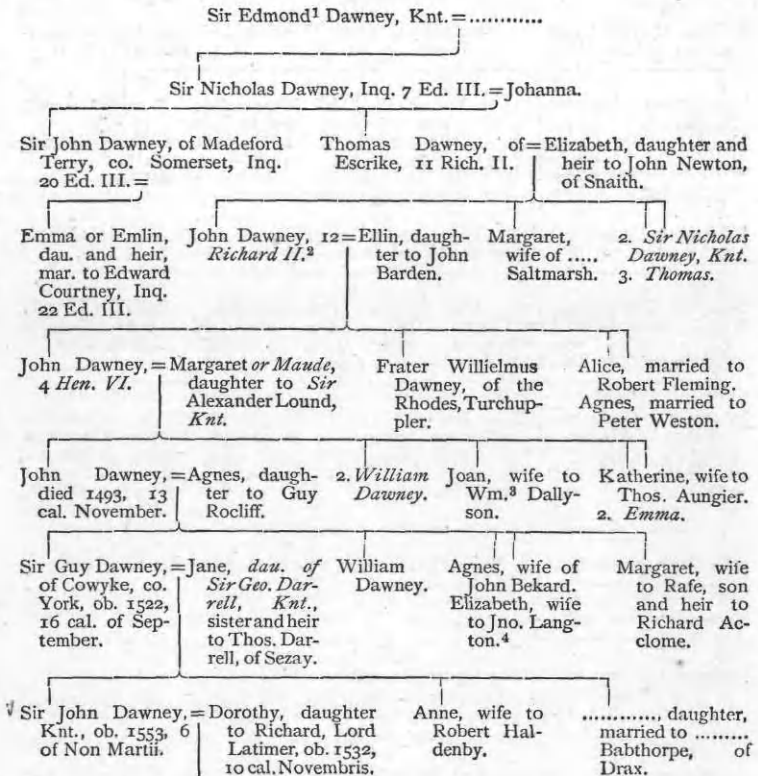 Sir Edmond¹ Dawney, Knt. = ............
Sir Nicholas Dawney, Inq. 7 Ed. III. = Johanna.
Sir John Dawney, of Madeford
Terry, co. Somerset, Inq.
20 Ed. III. =
Thomas Dawney, of =
Escrike, 11 Rich. II.
Elizabeth, daughter and
heir to John Newton,
of Snaith.
Emma or Emlin,
dau. and heir,
mar. to Edward
Courtney, Inq.
22 Ed. III.
John Dawney, 12 =
Richard II.²
Ellin, daugh-
ter to John
Barden.
Margaret,
wife of .....
Saltmarsh.
2. Sir Nicholas
Dawney, Knt.
3. Thomas.
John Dawney, =
4 Hen. VI.
Margaret or Maude,
daughter to Sir
Alexander Lound,
Knt.
Frater Willielmus
Dawney, of the
Rhodes, Turchup-
pler.
Alice, married to
Robert Fleming.
Agnes, married to
Peter Weston.
John Dawney, =
died 1493, 13
cal. November.
Agnes, daugh-
ter to Guy
Rocliff.
2. William
Dawney.
Joan, wife to
Wm.³ Dally-
son.
Katherine, wife to
Thos. Aungier.
2. Emma.
Sir Guy Dawney, =
of Cowyke, co.
York, ob. 1522,
16 cal. of Sep-
tember.
Jane, dau. of
Sir Geo. Dar-
rell, Knt.,
sister and heir
to Thos. Dar-
rell, of Sezay.
William
Dawney.
Agnes, wife of
John Bekard.
Elizabeth, wife
to Jno. Lang-
ton.⁴
Margaret, wife
to Rafe, son
and heir to
Richard Ac-
clome.
Sir John Dawney, =
Knt., ob. 1553, 6
of Non Martii.
Dorothy, daughter
to Richard, Lord
Latimer, ob. 1532,
10 cal. Novembris.
Anne, wife to
Robert Hal-
denby.
............, daughter,
married to .........
Babthorpe, of
Drax.